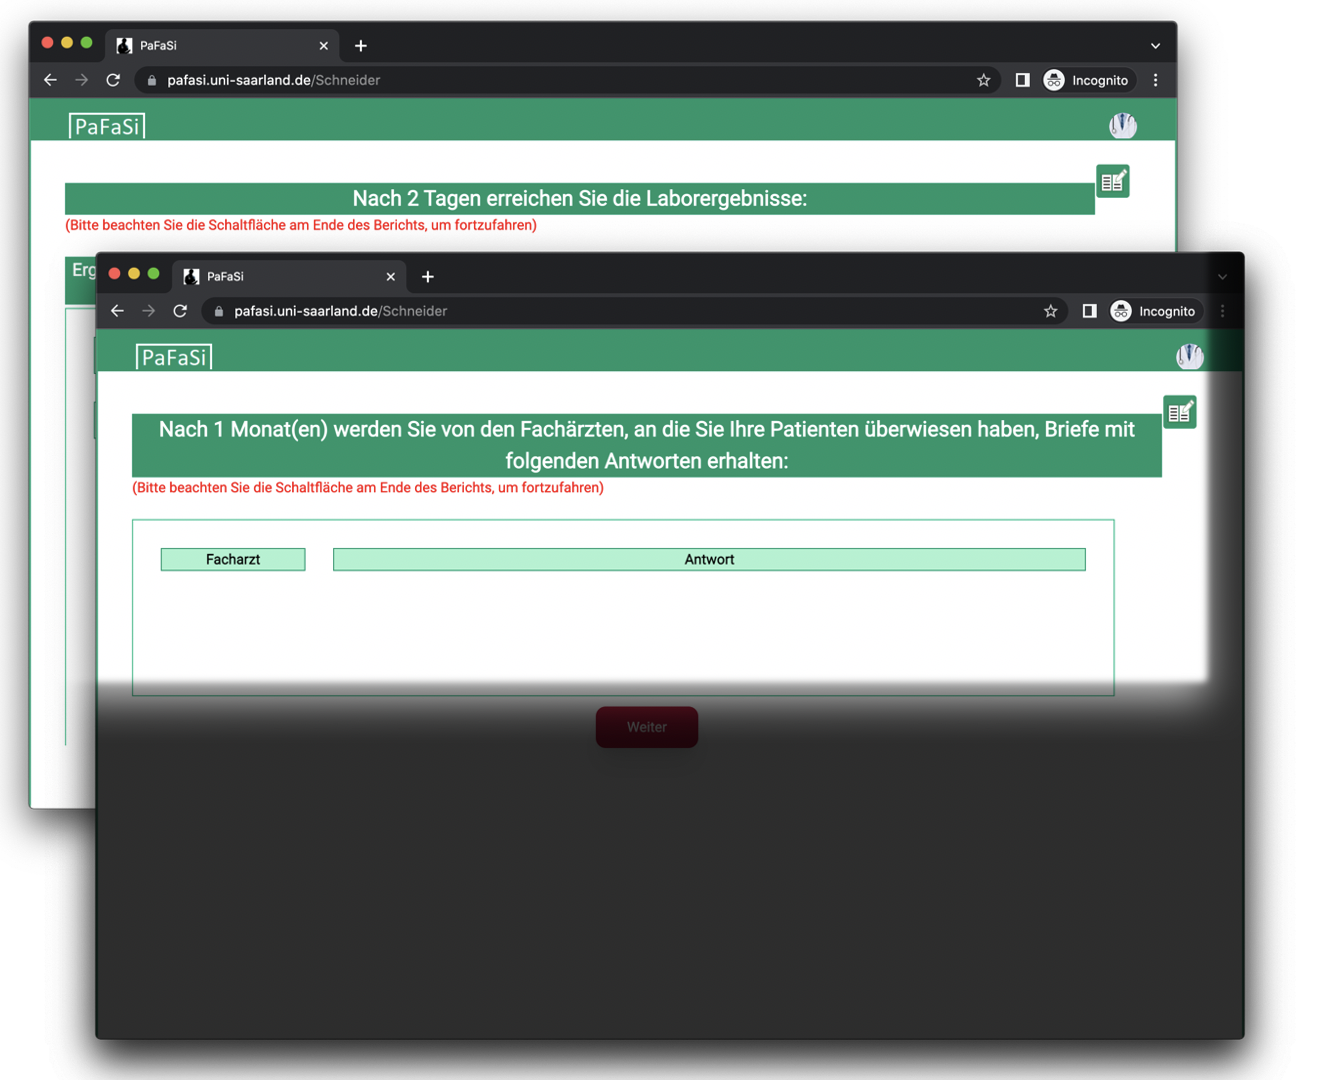 PaFaSi
pafasi.uni-saarland.de/Schneider
Incognito
PaFaSi
Nach 2 Tagen erreichen Sie die Laborergebnisse:
(Bitte beachten Sie die Schaltfläche am Ende des Berichts, um fortzufahren)
PaFaSi
pafasi.uni-saarland.de/Schneider
Incognito
PaFaSi
Nach 1 Monat(en) werden Sie von den Fachärzten, an die Sie Ihre Patienten überwiesen haben, Briefe mit
folgenden Antworten erhalten:
(Bitte beachten Sie die Schaltfläche am Ende des Berichts, um fortzufahren)
Facharzt
Antwort
Weiter